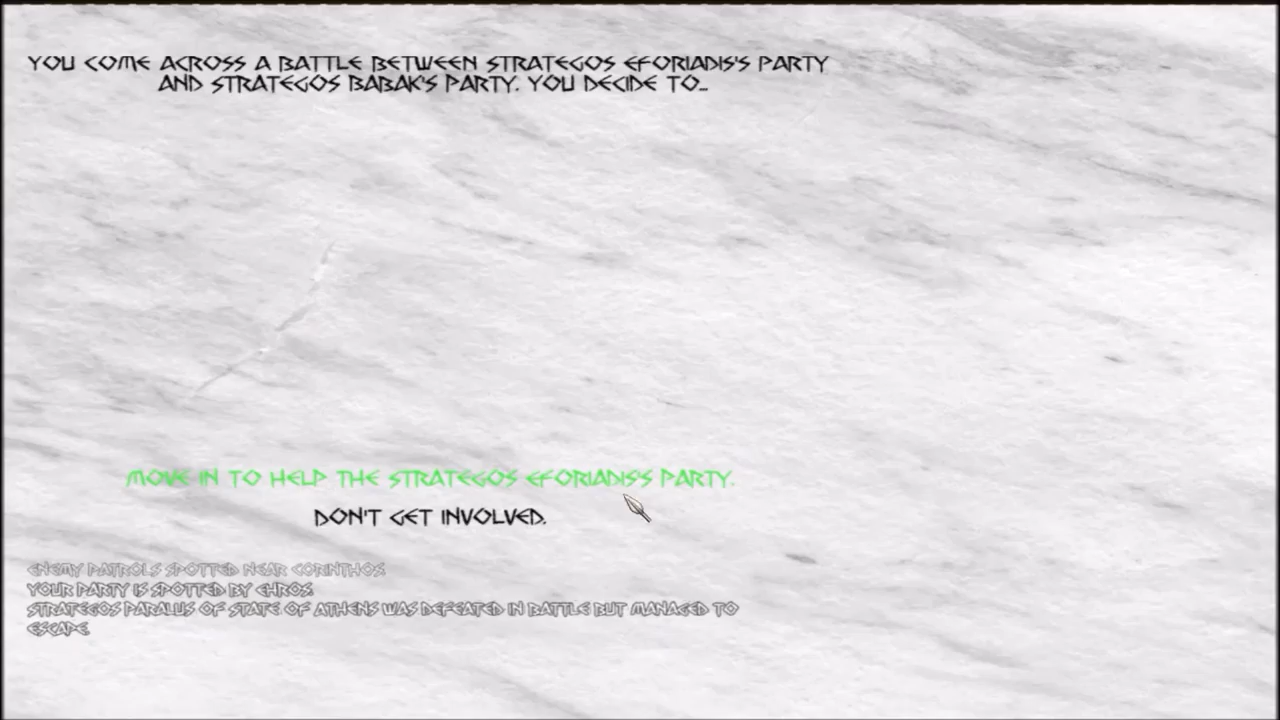 YOU COME ACROSS A BATTLE BETWEEN STRATEGOS EFORIADIS'S PARTY
AND STRATEGOS BABAK'S PARTY. YOU DECIDE TO...
MOVE IN TO HELP THE STRATEGOS EFORIADIS'S PARTY.
DON'T GET INVOLVED.
ENEMY PATROLS SPOTTED NEAR CORINTHOS.
YOUR PARTY IS SPOTTED BY CHROS.
STRATEGOS PARALUS OF STATE OF ATHENS WAS DEFEATED IN BATTLE BUT MANAGED TO
ESCAPE.